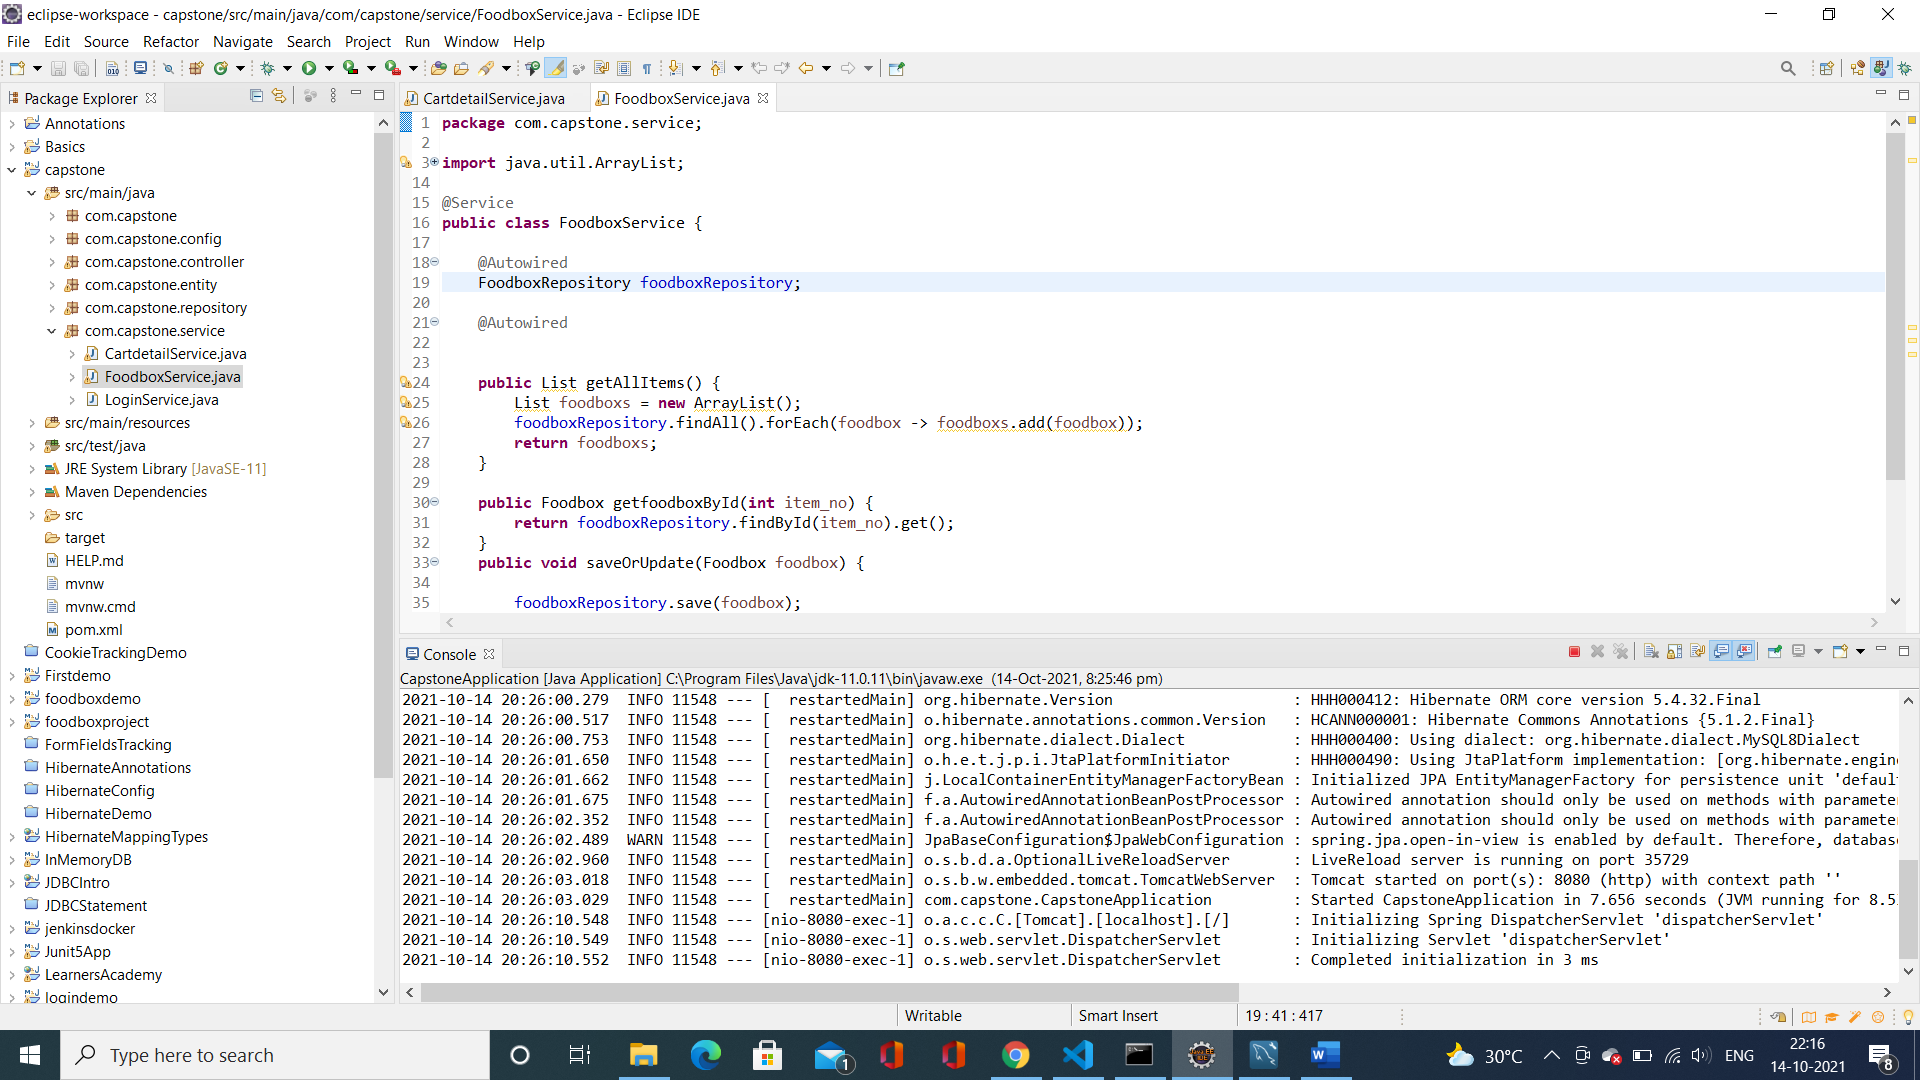 eclipse-workspace - capstone/src/main/java/com/capstone/service/FoodboxService.java - Eclipse IDE
File Edit Source Refactor Navigate Search Project Run Window Help
Package Explorer
Annotations
Basics
capstone
src/main/java
com.capstone
com.capstone.config
com.capstone.controller
com.capstone.entity
com.capstone.repository
com.capstone.service
CartdetailService.java
FoodboxService.java
LoginService.java
src/main/resources
src/test/java
JRE System Library [JavaSE-11]
Maven Dependencies
src
target
HELP.md
mvnw
mvnw.cmd
pom.xml
CookieTrackingDemo
Firstdemo
foodboxdemo
foodboxproject
FormFieldsTracking
HibernateAnnotations
HibernateConfig
HibernateDemo
HibernateMappingTypes
InMemoryDB
JDBCIntro
JDBCStatement
jenkinsdocker
Junit5App
LearnersAcademy
logindemo
CartdetailService.java FoodboxService.java
1 package com.capstone.service;
2
3 import java.util.ArrayList;
14
15 @Service
16 public class FoodboxService {
17
18 @Autowired
19 FoodboxRepository foodboxRepository;
20
21 @Autowired
22
23
24 public List getAllItems() {
25 List foodboxs = new ArrayList();
26 foodboxRepository.findAll().forEach(foodbox -> foodboxs.add(foodbox));
27 return foodboxs;
28 }
29
30 public Foodbox getfoodboxById(int item_no) {
31 return foodboxRepository.findById(item_no).get();
32 }
33 public void saveOrUpdate(Foodbox foodbox) {
34
35 foodboxRepository.save(foodbox);
Console
CapstoneApplication [Java Application] C:\Program Files\Java\jdk-11.0.11\bin\javaw.exe (14-Oct-2021, 8:25:46 pm)
2021-10-14 20:26:00.279 INFO 11548 --- [ restartedMain] org.hibernate.Version : HHH000412: Hibernate ORM core version 5.4.32.Final
2021-10-14 20:26:00.517 INFO 11548 --- [ restartedMain] o.hibernate.annotations.common.Version : HCANN000001: Hibernate Commons Annotations {5.1.2.Final}
2021-10-14 20:26:00.753 INFO 11548 --- [ restartedMain] org.hibernate.dialect.Dialect : HHH000400: Using dialect: org.hibernate.dialect.MySQL8Dialect
2021-10-14 20:26:01.650 INFO 11548 --- [ restartedMain] o.h.e.t.j.p.i.JtaPlatformInitiator : HHH000490: Using JtaPlatform implementation: [org.hibernate.engin
2021-10-14 20:26:01.662 INFO 11548 --- [ restartedMain] j.LocalContainerEntityManagerFactoryBean : Initialized JPA EntityManagerFactory for persistence unit 'defaul
2021-10-14 20:26:01.675 INFO 11548 --- [ restartedMain] f.a.AutowiredAnnotationBeanPostProcessor : Autowired annotation should only be used on methods with paramete
2021-10-14 20:26:02.352 INFO 11548 --- [ restartedMain] f.a.AutowiredAnnotationBeanPostProcessor : Autowired annotation should only be used on methods with paramete
2021-10-14 20:26:02.489 WARN 11548 --- [ restartedMain] JpaBaseConfiguration$JpaWebConfiguration : spring.jpa.open-in-view is enabled by default. Therefore, databas
2021-10-14 20:26:02.960 INFO 11548 --- [ restartedMain] o.s.b.d.a.OptionalLiveReloadServer : LiveReload server is running on port 35729
2021-10-14 20:26:03.018 INFO 11548 --- [ restartedMain] o.s.b.w.embedded.tomcat.TomcatWebServer : Tomcat started on port(s): 8080 (http) with context path ''
2021-10-14 20:26:03.029 INFO 11548 --- [ restartedMain] com.capstone.CapstoneApplication : Started CapstoneApplication in 7.656 seconds (JVM running for 8.5
2021-10-14 20:26:10.548 INFO 11548 --- [nio-8080-exec-1] o.a.c.c.C.[Tomcat].[localhost].[/] : Initializing Spring DispatcherServlet 'dispatcherServlet'
2021-10-14 20:26:10.549 INFO 11548 --- [nio-8080-exec-1] o.s.web.servlet.DispatcherServlet : Initializing Servlet 'dispatcherServlet'
2021-10-14 20:26:10.552 INFO 11548 --- [nio-8080-exec-1] o.s.web.servlet.DispatcherServlet : Completed initialization in 3 ms
Writable Smart Insert 19 : 41 : 417
Type here to search 1 30°C ENG 22:16
14-10-2021 8